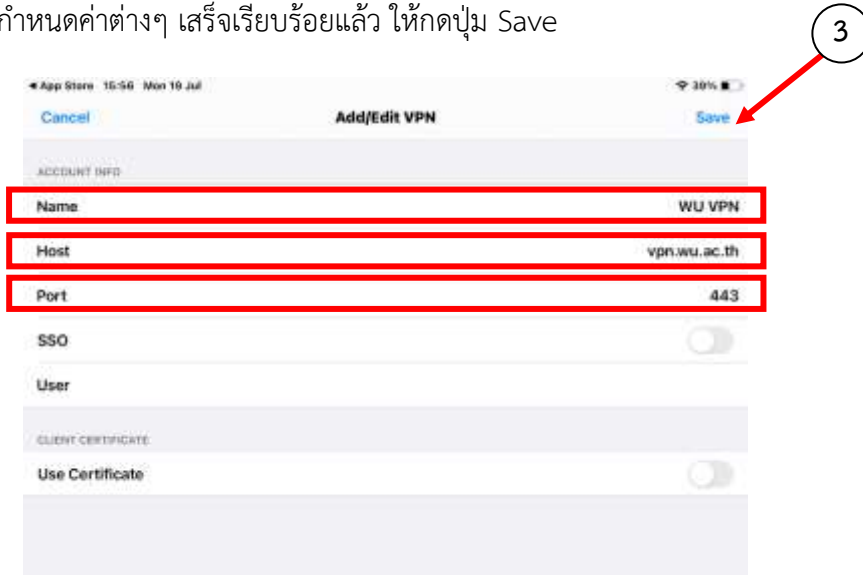 กำหนดค่าต่างๆ เสร็จเรียบร้อยแล้ว ให้กดปุ่ม Save
3
App Store 15:56 Mon 19 Jul 39%
Cancel Add/Edit VPN Save
ACCOUNT INFO
Name WU VPN
Host vpn.wu.ac.th
Port 443
SSO
User
CLIENT CERTIFICATE
Use Certificate